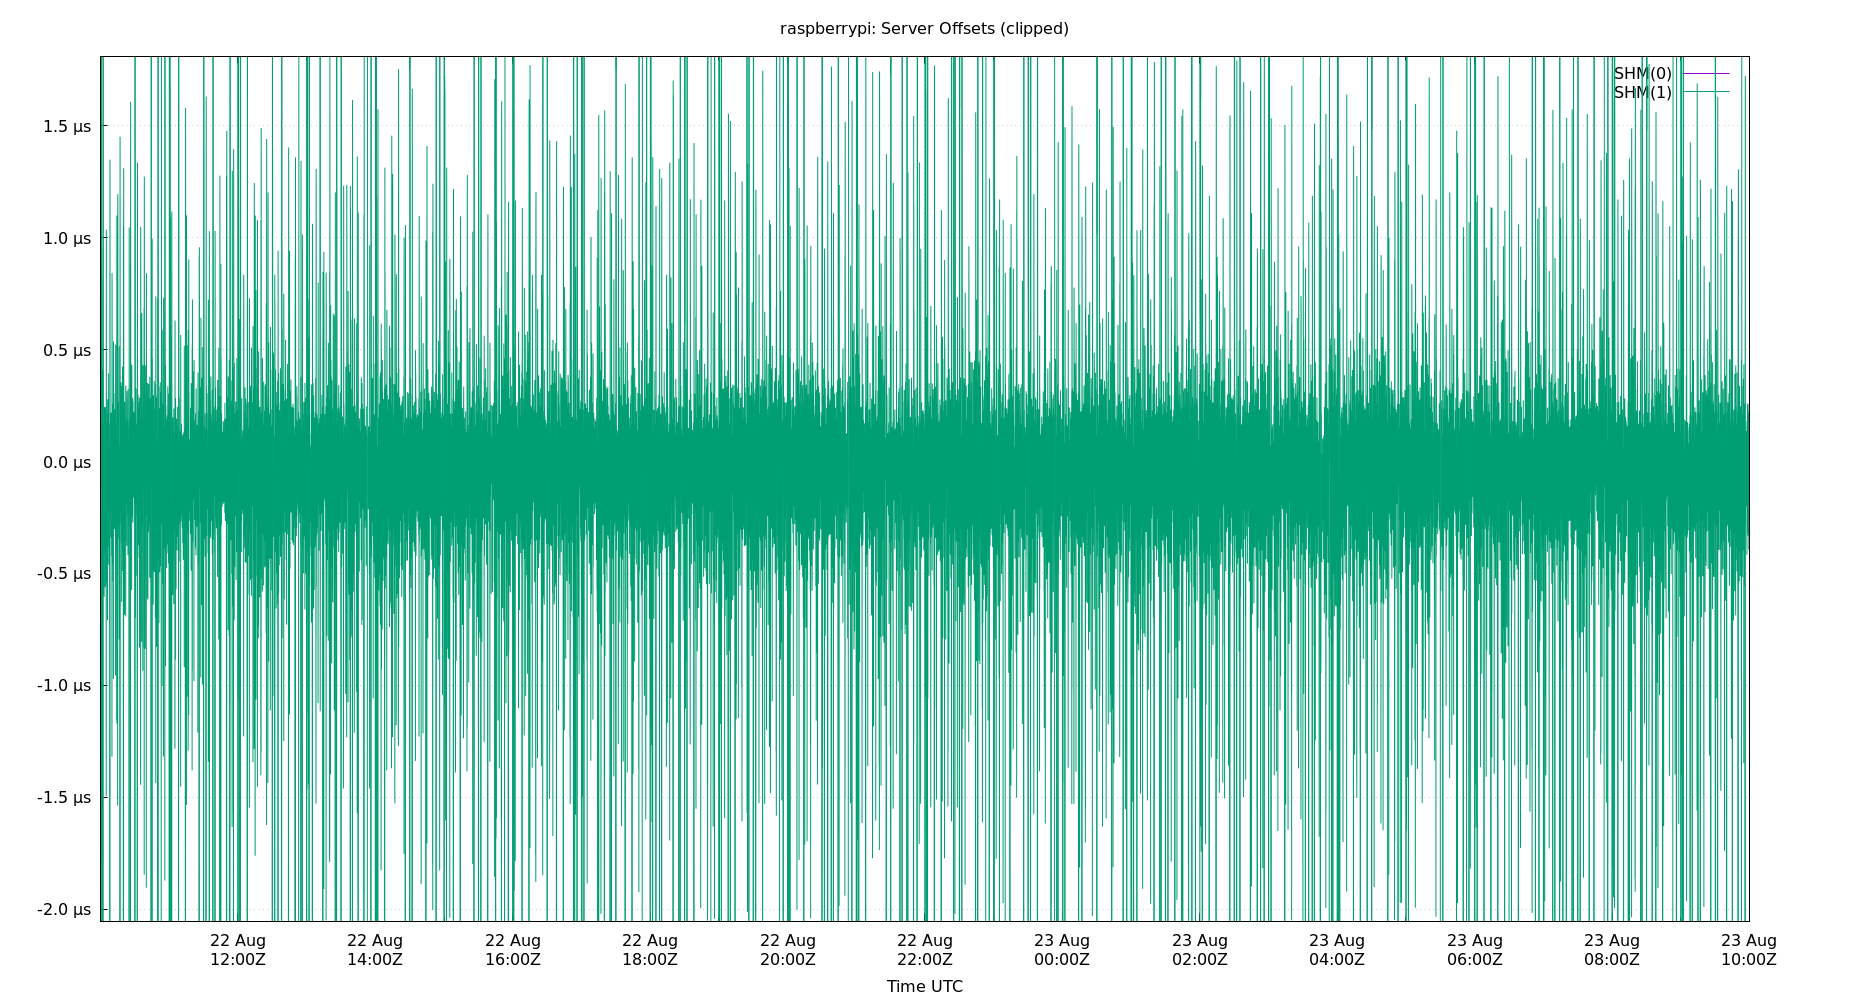 raspberrypi: Server Offsets (clipped)
SHM(0)
SHM(1)
1.5 µs
1.0 µs
0.5 µs
0.0 µs
-0.5 µs
-1.0 µs
-1.5 µs
-2.0 µs
22 Aug 22 Aug 22 Aug 22 Aug 22 Aug 22 Aug 23 Aug 23 Aug 23 Aug 23 Aug 23 Aug 23 Aug
12:00Z 14:00Z 16:00Z 18:00Z 20:00Z 22:00Z 00:00Z 02:00Z 04:00Z 06:00Z 08:00Z 10:00Z
Time UTC